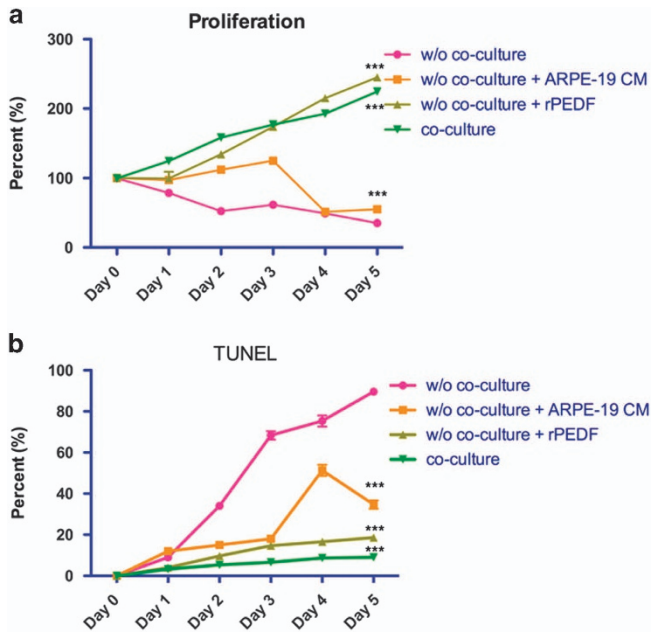 a
Proliferation
300
200
100
0
Percent (%)
***
***
***
w/o co-culture
w/o co-culture + ARPE-19 CM
w/o co-culture + rPEDF
co-culture
Day 0
Day 1
Day 2
Day 3
Day 4
Day 5
b
TUNEL
100
80
60
40
20
0
Percent (%)
***
***
***
w/o co-culture
w/o co-culture + ARPE-19 CM
w/o co-culture + rPEDF
co-culture
Day 0
Day 1
Day 2
Day 3
Day 4
Day 5